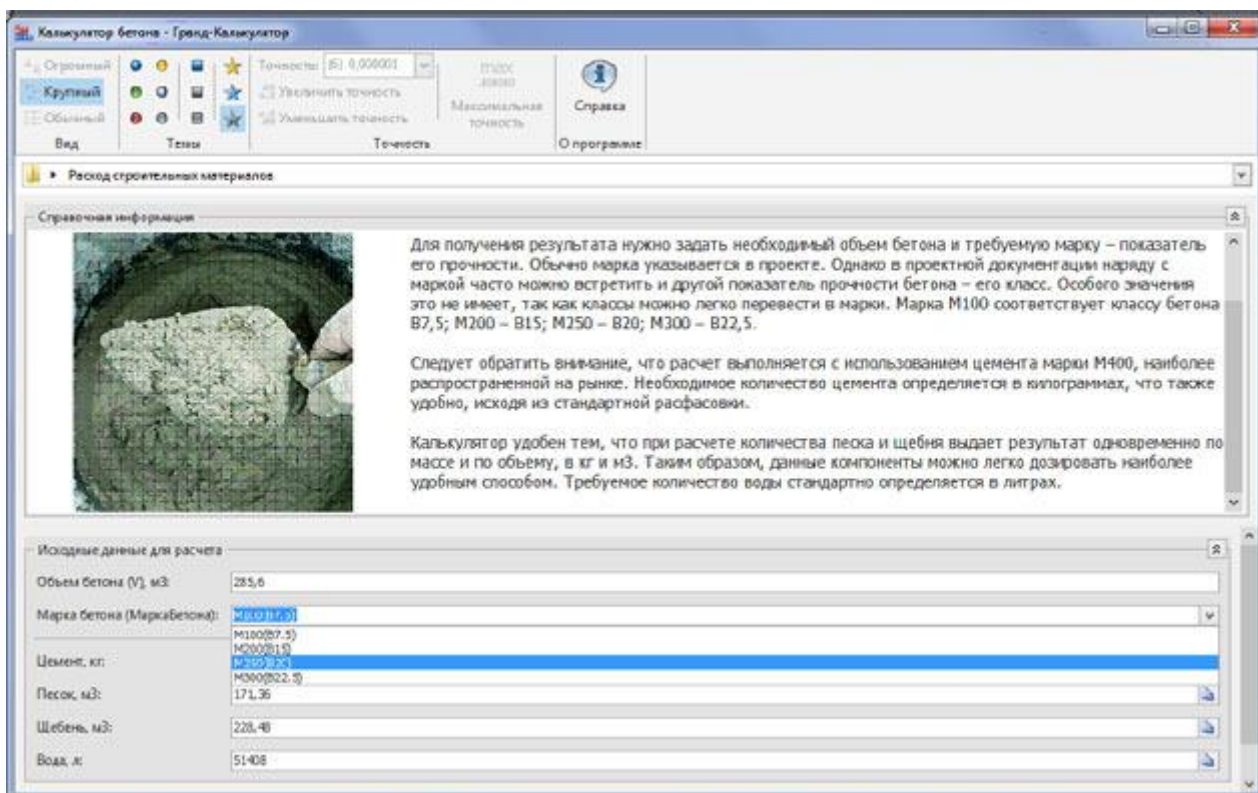 Калькулятор бетона - Гранд-Калькулятор
Огромный
Точность: (6) 0,000001
max
Крупный
Увеличить точность
Максимальная точность
Справка
Обычный
Уменьшить точность
Вид
Темы
Точность
О программе
Расход строительных материалов
Справочная информация
Для получения результата нужно задать необходимый объем бетона и требуемую марку – показатель
его прочности. Обычно марка указывается в проекте. Однако в проектной документации наряду с
маркой часто можно встретить и другой показатель прочности бетона – его класс. Особого значения
это не имеет, так как классы можно легко перевести в марки. Марка М100 соответствует классу бетона
В7,5; М200 – В15; М250 – В20; М300 – В22,5.
Следует обратить внимание, что расчет выполняется с использованием цемента марки М400, наиболее
распространенной на рынке. Необходимое количество цемента определяется в килограммах, что также
удобно, исходя из стандартной расфасовки.
Калькулятор удобен тем, что при расчете количества песка и щебня выдает результат одновременно по
массе и по объему, в кг и м3. Таким образом, данные компоненты можно легко дозировать наиболее
удобным способом. Требуемое количество воды стандартно определяется в литрах.
Исходные данные для расчета
Объем бетона (V), м3: 285,6
Марка бетона (МаркаБетона): М100(В7.5)
М100(В7.5)
М200(В15)
Цемент, кг: М250(В20)
М300(В22.5)
Песок, м3: 171,36
Щебень, м3: 228,48
Вода, л: 51408